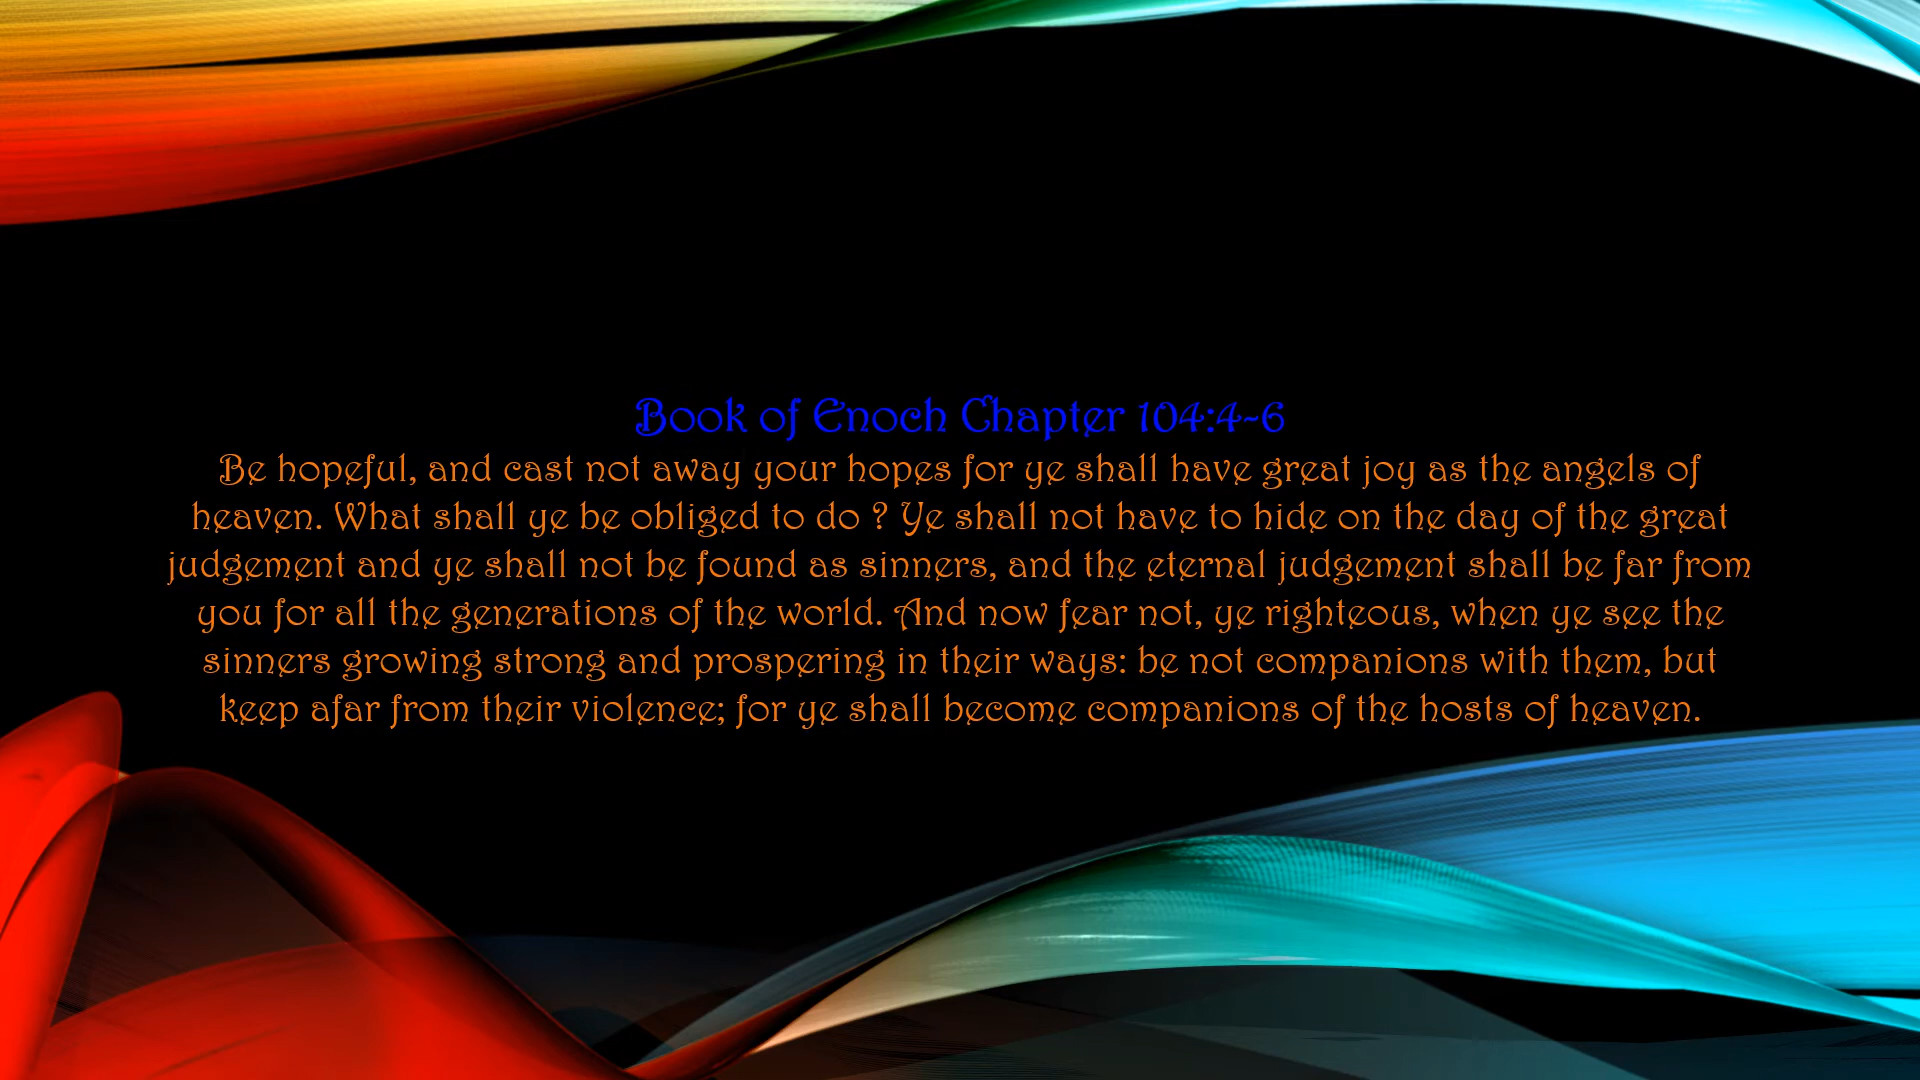 Book of Enoch Chapter 104:4~6
Be hopeful, and cast not away your hopes for ye shall have great joy as the angels of
heaven. What shall ye be obliged to do ? Ye shall not have to hide on the day of the great
judgement and ye shall not be found as sinners, and the eternal judgement shall be far from
you for all the generations of the world. And now fear not, ye righteous, when ye see the
sinners growing strong and prospering in their ways: be not companions with them, but
keep afar from their violence; for ye shall become companions of the hosts of heaven.